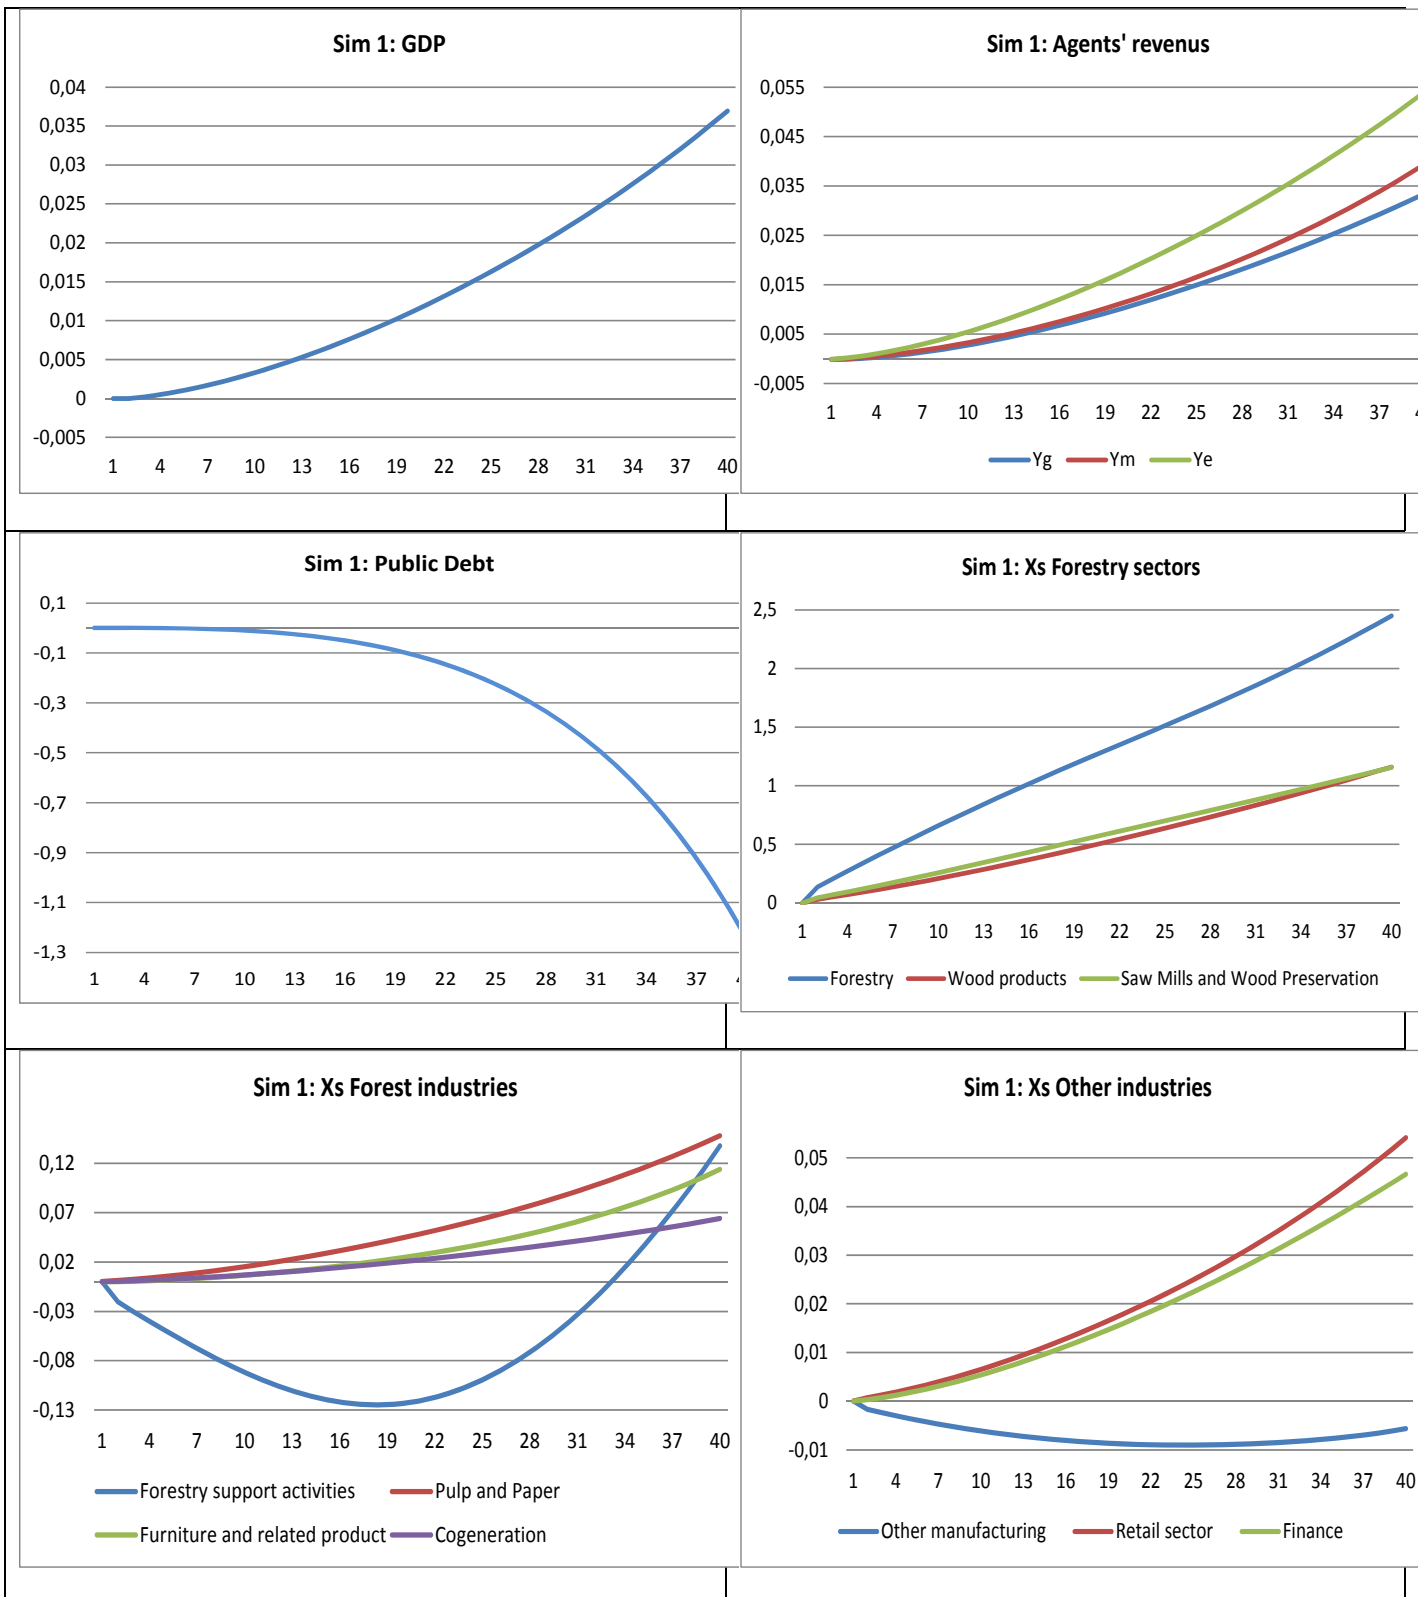 Sim 1: GDP
0,04
0,035
0,03
0,025
0,02
0,015
0,01
0,005
0
-0,005
1 4 7 10 13 16 19 22 25 28 31 34 37 40
Sim 1: Agents' revenus
0,055
0,045
0,035
0,025
0,015
0,005
-0,005
1 4 7 10 13 16 19 22 25 28 31 34 37
Yg Ym Ye
Sim 1: Public Debt
0,1
-0,1
-0,3
-0,5
-0,7
-0,9
-1,1
-1,3
1 4 7 10 13 16 19 22 25 28 31 34 37
Sim 1: Xs Forestry sectors
2,5
2
1,5
1
0,5
0
1 4 7 10 13 16 19 22 25 28 31 34 37 40
Forestry Wood products Saw Mills and Wood Preservation
Sim 1: Xs Forest industries
0,12
0,07
0,02
-0,03
-0,08
-0,13
1 4 7 10 13 16 19 22 25 28 31 34 37 40
Forestry support activities Pulp and Paper
Furniture and related product Cogeneration
Sim 1: Xs Other industries
0,05
0,04
0,03
0,02
0,01
0
-0,01
1 4 7 10 13 16 19 22 25 28 31 34 37 40
Other manufacturing Retail sector Finance